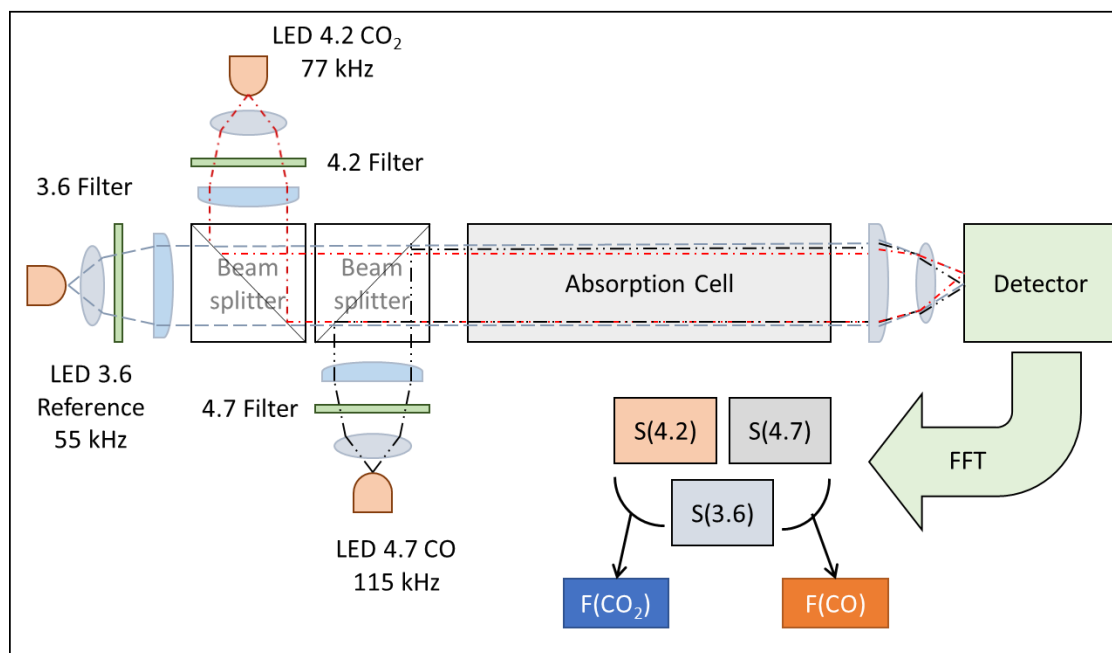 LED 4.2 CO₂
77 kHz
4.2 Filter
3.6 Filter
Beam
splitter
Beam
splitter
Absorption Cell
Detector
LED 3.6
Reference
55 kHz
4.7 Filter
LED 4.7 CO
115 kHz
S(4.2)
S(4.7)
FFT
S(3.6)
F(CO₂)
F(CO)